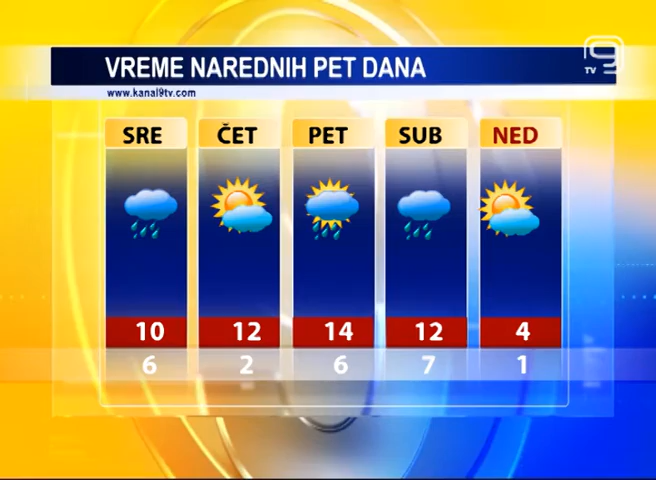 VREME NAREDNIH PET DANA
9
TV
www.kanal9tv.com
SRE ČET PET SUB NED
10 12 14 12 4
6 2 6 7 1